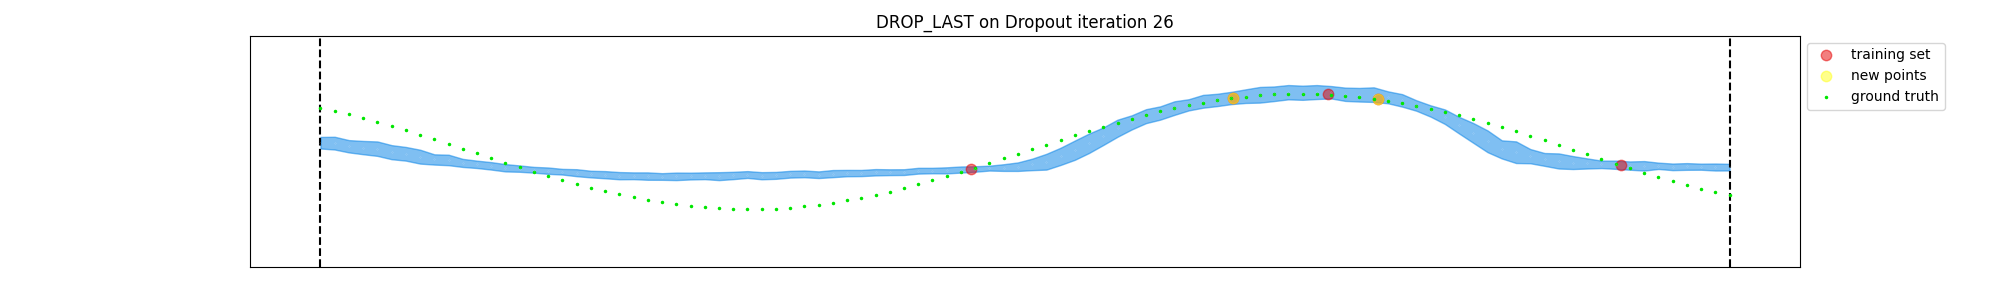 DROP_LAST on Dropout iteration 26
training set
new points
ground truth